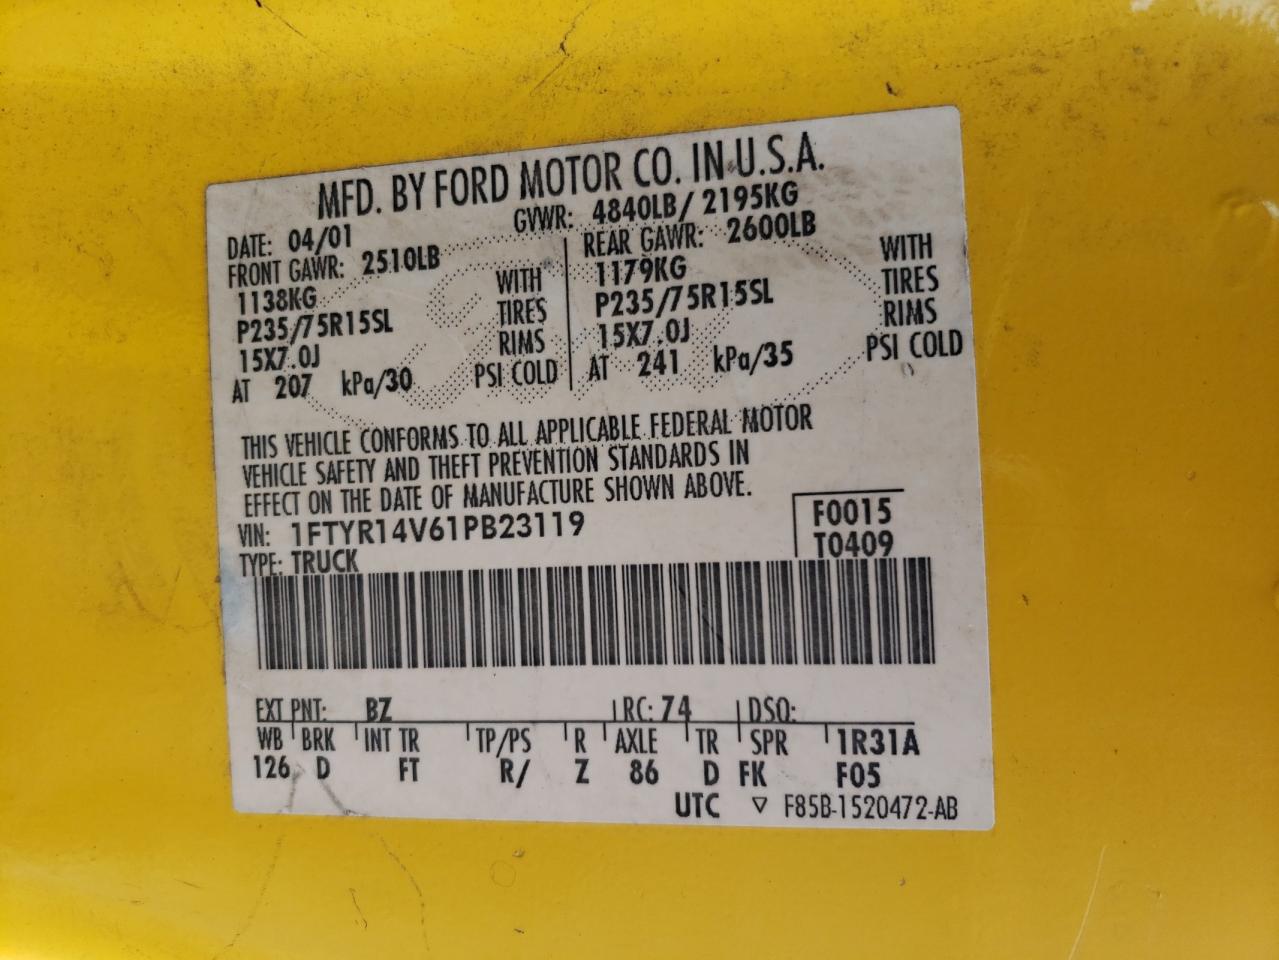 MFD. BY FORD MOTOR CO. IN U.S.A.
DATE: 04/01 GVWR: 4840LB/ 2195KG
FRONT GAWR: 2510LB REAR GAWR: 2600LB
1138KG WITH 1179KG WITH
P235/75R15SL TIRES P235/75R15SL TIRES
15X7.0J RIMS 15X7.0J RIMS
AT 207 kPa/30 PSI COLD AT 241 kPa/35 PSI COLD
THIS VEHICLE CONFORMS TO ALL APPLICABLE FEDERAL MOTOR
VEHICLE SAFETY AND THEFT PREVENTION STANDARDS IN
EFFECT ON THE DATE OF MANUFACTURE SHOWN ABOVE.
VIN: 1FTYR14V61PB23119 F0015
TYPE: TRUCK T0409
EXT PNT: BZ RC: 74 DSO:
WB BRK INT TR TP/PS R AXLE TR SPR 1R31A
126 D FT R/ Z 86 D FK F05
UTC ▽ F85B-1520472-AB